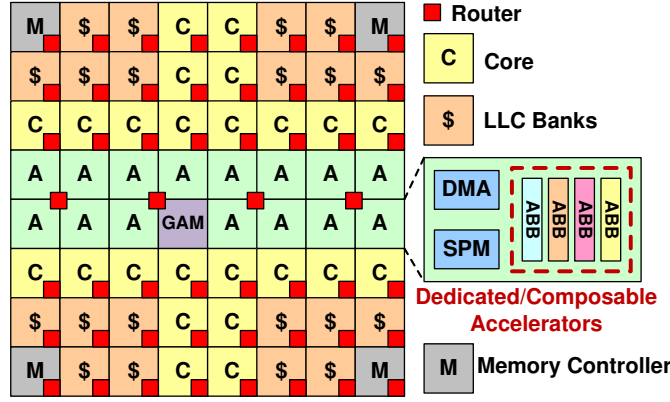 M $ $ C C $ $ M
$ $ $ C C $ $ $
C C C C C C C C
A A A A A A A A
A A A GAM A A A A
C C C C C C C C
$ $ $ C C $ $ $
M $ $ C C $ $ M
Router
C Core
$ LLC Banks
DMA
SPM
ABB ABB ABB ABB
Dedicated/Composable
Accelerators
M Memory Controller